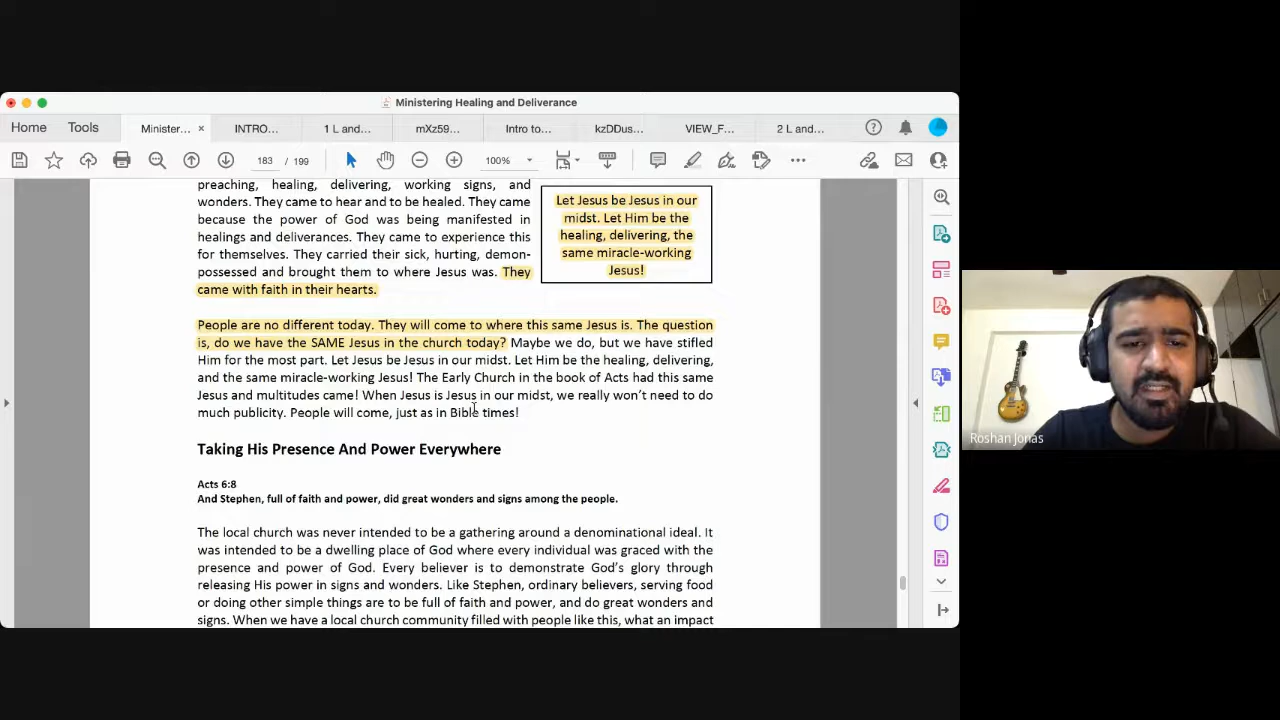 Ministering Healing and Deliverance
Home
Tools
Minister...
INTRO...
1 L and...
mXz59...
Intro to...
kzDDus...
VIEW_F...
2 L and...
183 / 199
100%
preaching, healing, delivering, working signs, and
wonders. They came to hear and to be healed. They came
because the power of God was being manifested in
healings and deliverances. They came to experience this
for themselves. They carried their sick, hurting, demon-
possessed and brought them to where Jesus was. They
came with faith in their hearts.
Let Jesus be Jesus in our
midst. Let Him be the
healing, delivering, the
same miracle-working
Jesus!
People are no different today. They will come to where this same Jesus is. The question
is, do we have the SAME Jesus in the church today? Maybe we do, but we have stifled
Him for the most part. Let Jesus be Jesus in our midst. Let Him be the healing, delivering,
and the same miracle-working Jesus! The Early Church in the book of Acts had this same
Jesus and multitudes came! When Jesus is Jesus in our midst, we really won't need to do
much publicity. People will come, just as in Bible times!
Taking His Presence And Power Everywhere
Acts 6:8
And Stephen, full of faith and power, did great wonders and signs among the people.
The local church was never intended to be a gathering around a denominational ideal. It
was intended to be a dwelling place of God where every individual was graced with the
presence and power of God. Every believer is to demonstrate God's glory through
releasing His power in signs and wonders. Like Stephen, ordinary believers, serving food
or doing other simple things are to be full of faith and power, and do great wonders and
signs. When we have a local church community filled with people like this, what an impact
Roshan Jonas